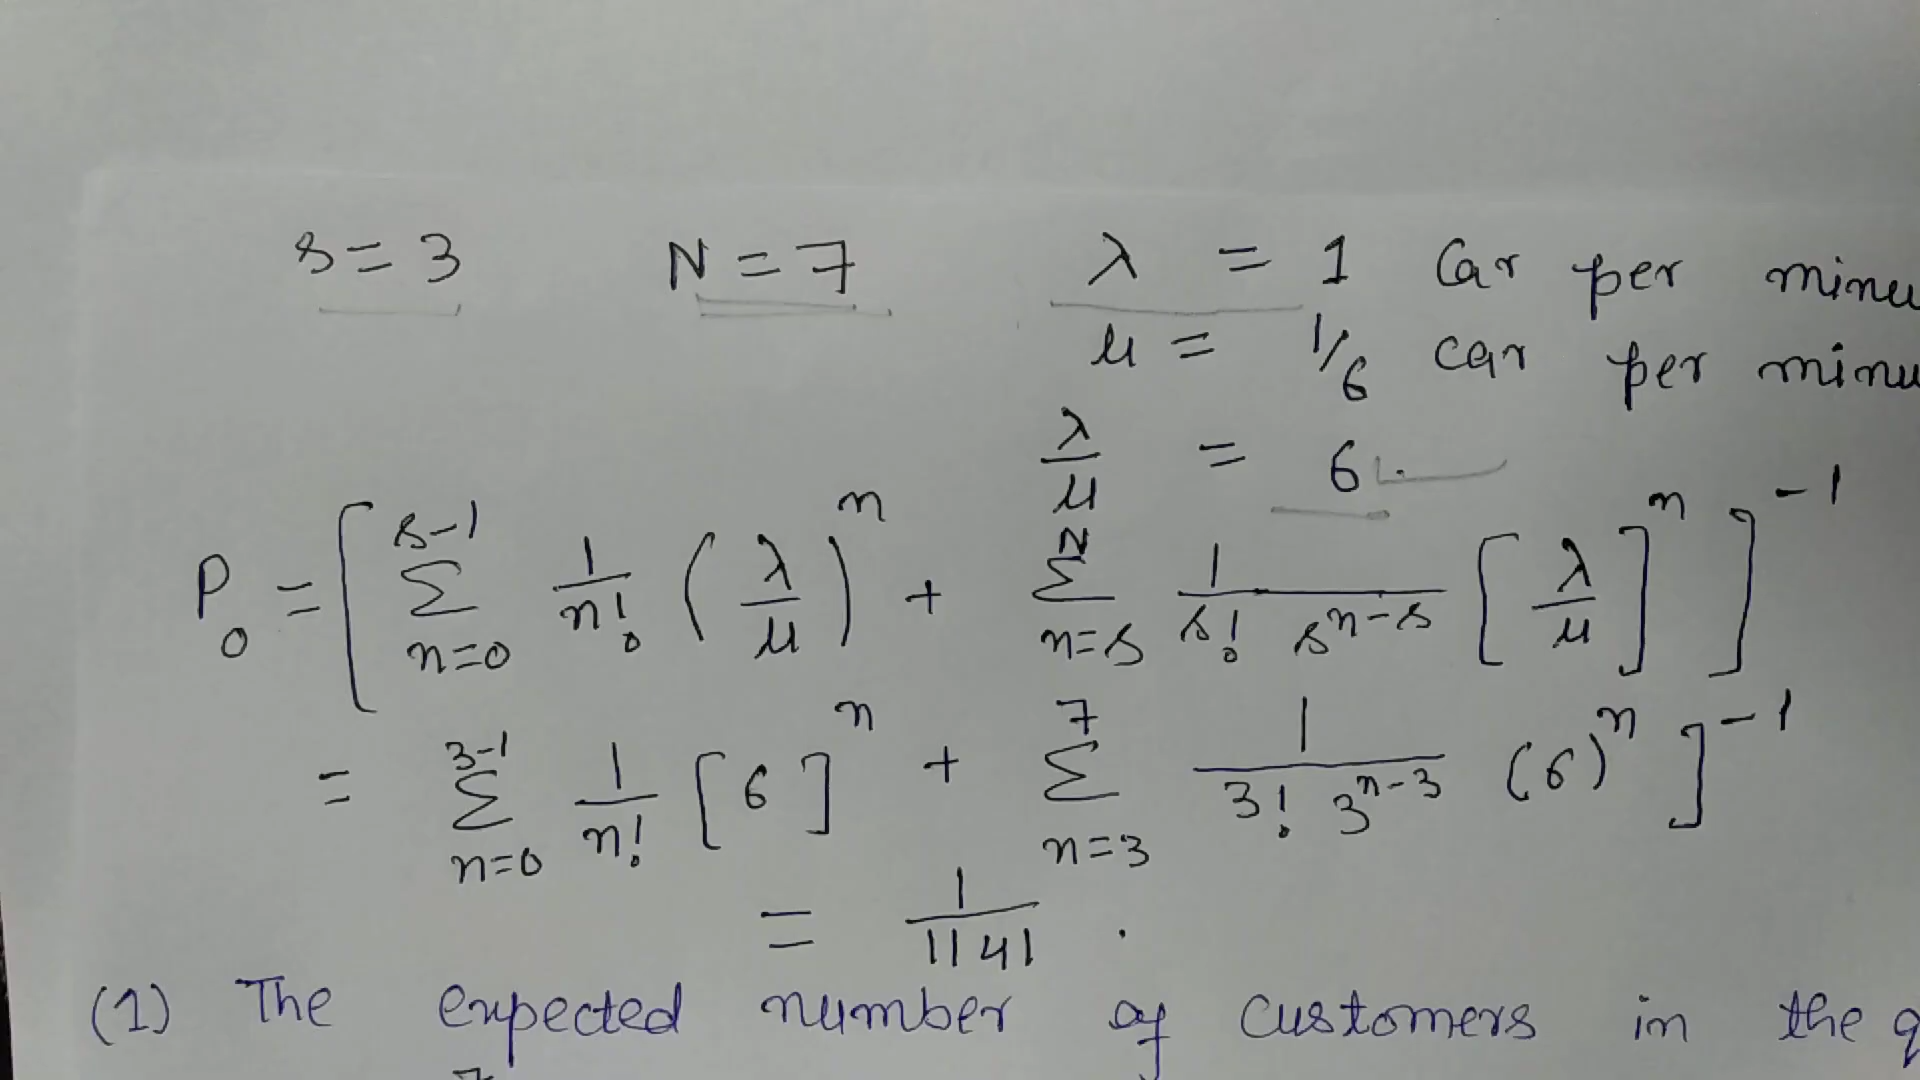 s = 3 N = 7 λ = 1 Car per minu
μ = 1/6 car per minu
λ/μ = 6
P₀ = [ Σ_{n=0}^{s-1} 1/n! (λ/μ)^n + Σ_{n=s}^{N} 1/(s! s^{n-s}) [λ/μ]^n ]^{-1}
= Σ_{n=0}^{3-1} 1/n! [6]^n + Σ_{n=3}^{7} 1/(3! 3^{n-3}) (6)^n ]^{-1}
= 1/1141 .
(1) The expected number of customers in the q
7